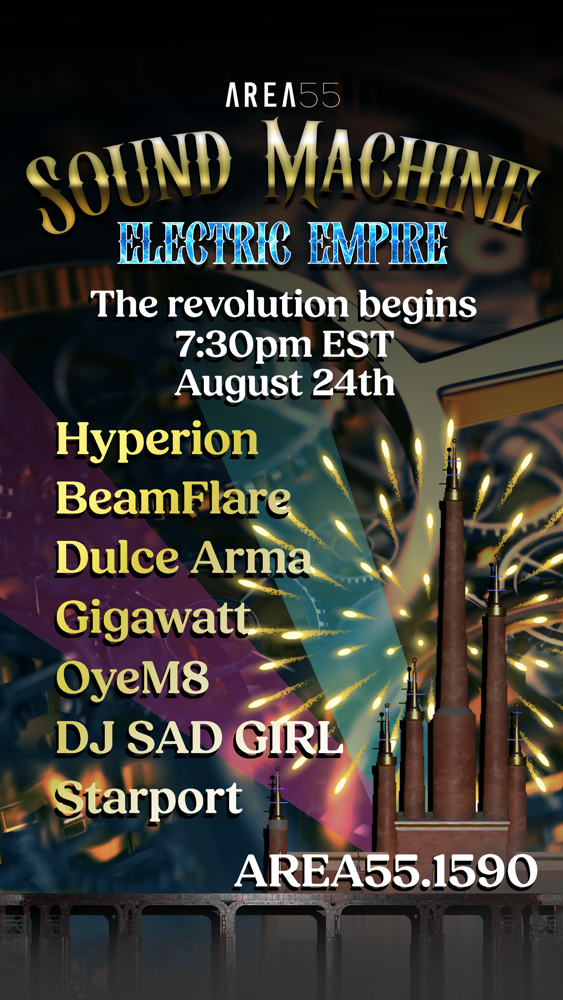 AREA55
SOUND MACHINE
ELECTRIC EMPIRE
The revolution begins
7:30pm EST
August 24th
Hyperion
BeamFlare
Dulce Arma
Gigawatt
OyeM8
DJ SAD GIRL
Starport
AREA55.1590